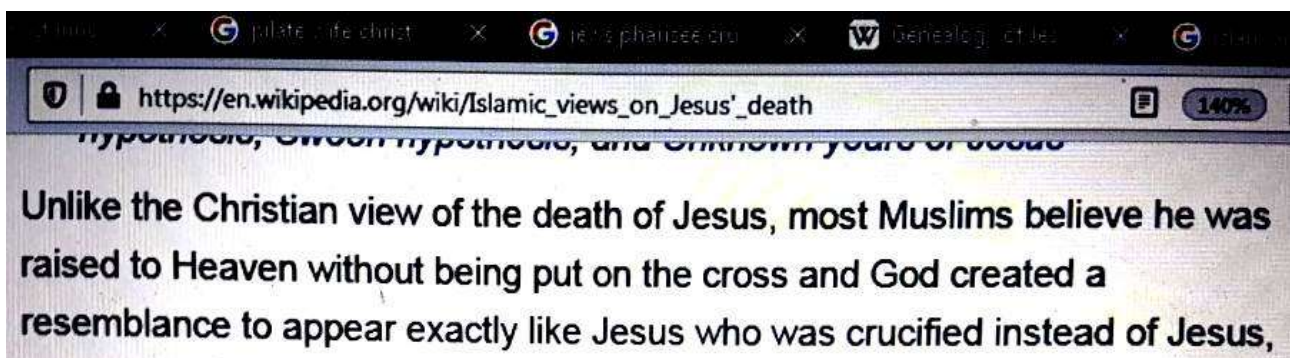 https://en.wikipedia.org/wiki/Islamic_views_on_Jesus'_death
140%
Unlike the Christian view of the death of Jesus, most Muslims believe he was
raised to Heaven without being put on the cross and God created a
resemblance to appear exactly like Jesus who was crucified instead of Jesus,